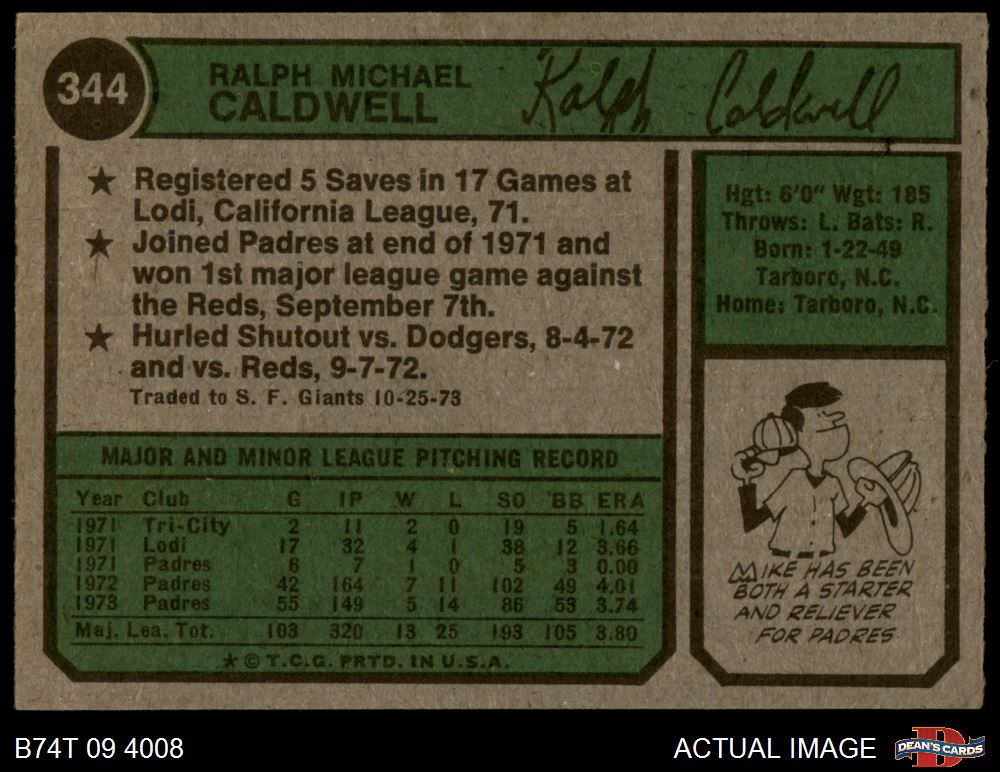 344
RALPH MICHAEL
CALDWELL
Ralph Caldwell
★ Registered 5 Saves in 17 Games at
Lodi, California League, 71.
★ Joined Padres at end of 1971 and
won 1st major league game against
the Reds, September 7th.
★ Hurled Shutout vs. Dodgers, 8-4-72
and vs. Reds, 9-7-72.
Traded to S. F. Giants 10-25-73
Hgt: 6'0" Wgt: 185
Throws: L. Bats: R.
Born: 1-22-49
Tarboro, N.C.
Home: Tarboro, N.C.
MAJOR AND MINOR LEAGUE PITCHING RECORD
Year Club G IP W L SO BB ERA
1971 Tri-City 2 11 2 0 19 5 1.64
1971 Lodi 17 32 4 1 38 12 3.66
1971 Padres 6 7 1 0 5 3 0.00
1972 Padres 42 164 7 11 102 49 4.01
1973 Padres 55 149 5 14 86 53 3.74
Maj. Lea. Tot. 103 320 13 25 193 105 3.80
★ © T.C.G. PRTD. IN U.S.A.
MIKE HAS BEEN
BOTH A STARTER
AND RELIEVER
FOR PADRES
B74T 09 4008
ACTUAL IMAGE
D
DEAN'S CARDS